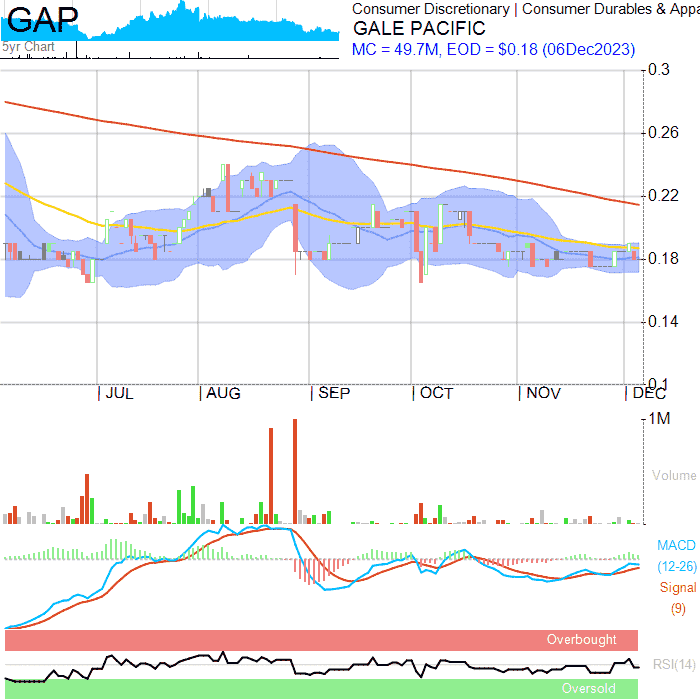 GAP
5yr Chart
Consumer Discretionary | Consumer Durables & Appa
GALE PACIFIC
MC = 49.7M, EOD = $0.18 (06Dec2023)
0.3
0.26
0.22
0.18
0.14
0.1
JUL
AUG
SEP
OCT
NOV
DEC
1M
Volume
MACD
(12-26)
Signal
(9)
Overbought
RSI(14)
Oversold